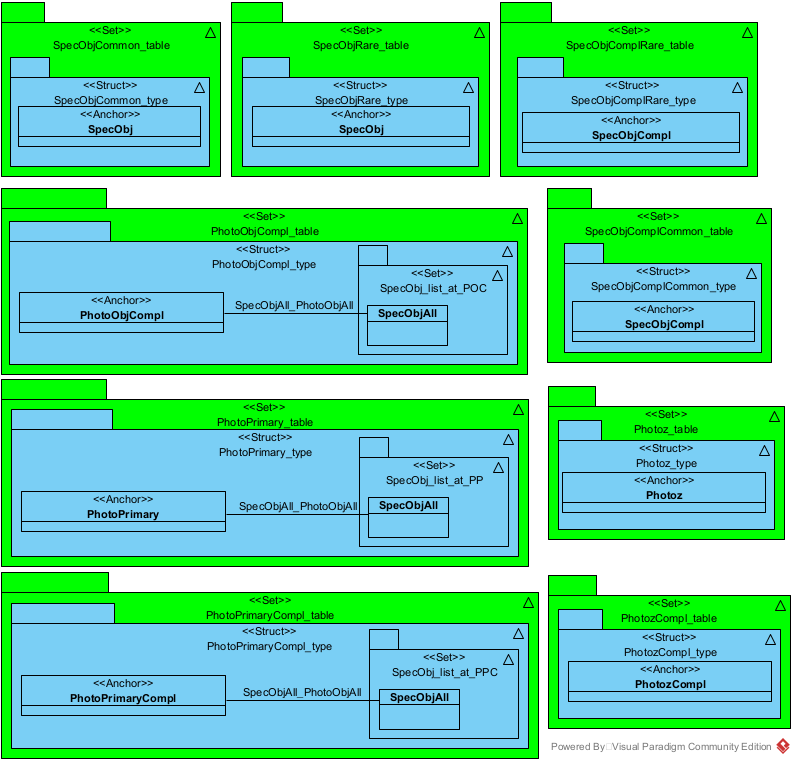 <<Set>>
SpecObjCommon_table
<<Struct>>
SpecObjCommon_type
<<Anchor>>
SpecObj
<<Set>>
SpecObjRare_table
<<Struct>>
SpecObjRare_type
<<Anchor>>
SpecObj
<<Set>>
SpecObjComplRare_table
<<Struct>>
SpecObjComplRare_type
<<Anchor>>
SpecObjCompl
<<Set>>
PhotoObjCompl_table
<<Struct>>
PhotoObjCompl_type
<<Anchor>>
PhotoObjCompl
SpecObjAll_PhotoObjAll
<<Set>>
SpecObj_list_at_POC
SpecObjAll
<<Set>>
SpecObjComplCommon_table
<<Struct>>
SpecObjComplCommon_type
<<Anchor>>
SpecObjCompl
<<Set>>
PhotoPrimary_table
<<Struct>>
PhotoPrimary_type
<<Anchor>>
PhotoPrimary
SpecObjAll_PhotoObjAll
<<Set>>
SpecObj_list_at_PP
SpecObjAll
<<Set>>
Photoz_table
<<Struct>>
Photoz_type
<<Anchor>>
Photoz
<<Set>>
PhotoPrimaryCompl_table
<<Struct>>
PhotoPrimaryCompl_type
<<Anchor>>
PhotoPrimaryCompl
SpecObjAll_PhotoObjAll
<<Set>>
SpecObj_list_at_PPC
SpecObjAll
<<Set>>
PhotozCompl_table
<<Struct>>
PhotozCompl_type
<<Anchor>>
PhotozCompl
Powered By Visual Paradigm Community Edition